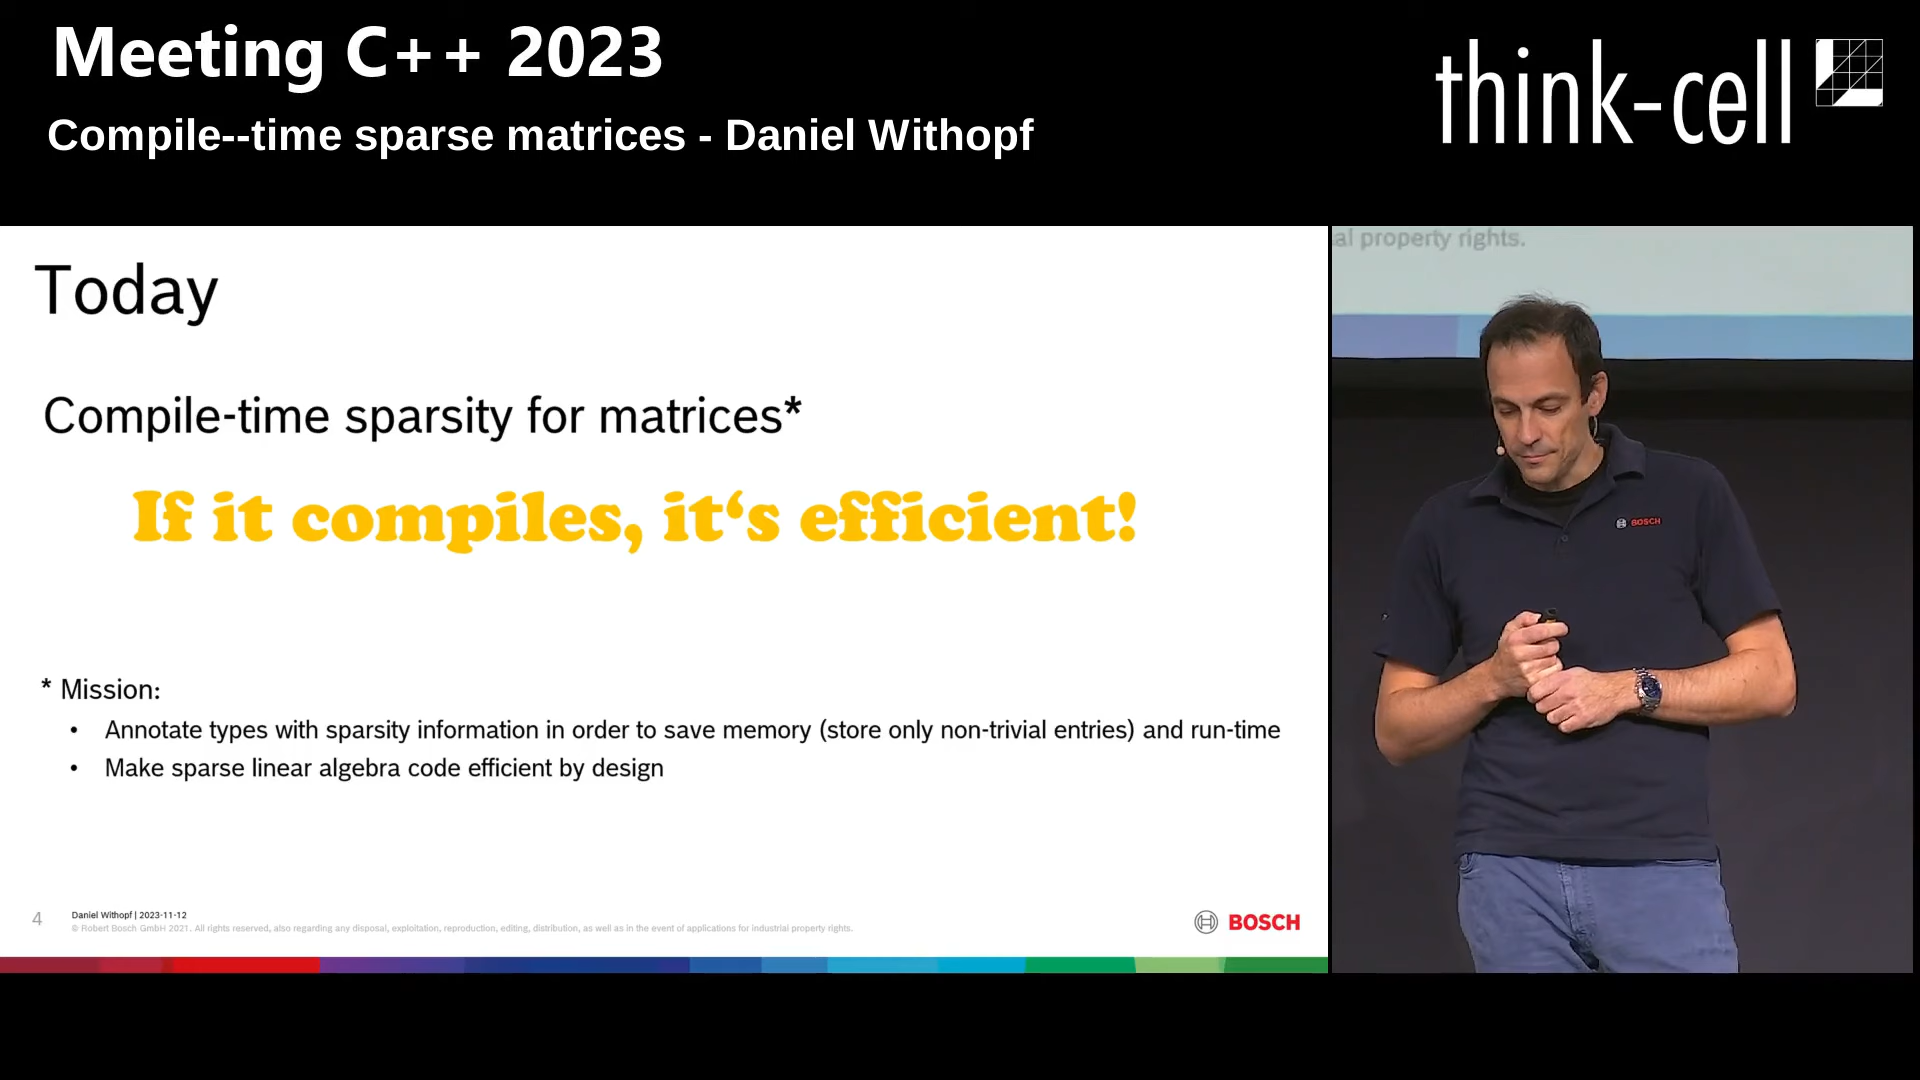 Meeting C++ 2023
Compile--time sparse matrices - Daniel Withopf
think-cell
al property rights.
Today
Compile-time sparsity for matrices*
If it compiles, it‘s efficient!
* Mission:
• Annotate types with sparsity information in order to save memory (store only non-trivial entries) and run-time
• Make sparse linear algebra code efficient by design
BOSCH
4
Daniel Withopf | 2023-11-12
© Robert Bosch GmbH 2021. All rights reserved, also regarding any disposal, exploitation, reproduction, editing, distribution, as well as in the event of applications for industrial property rights.
BOSCH